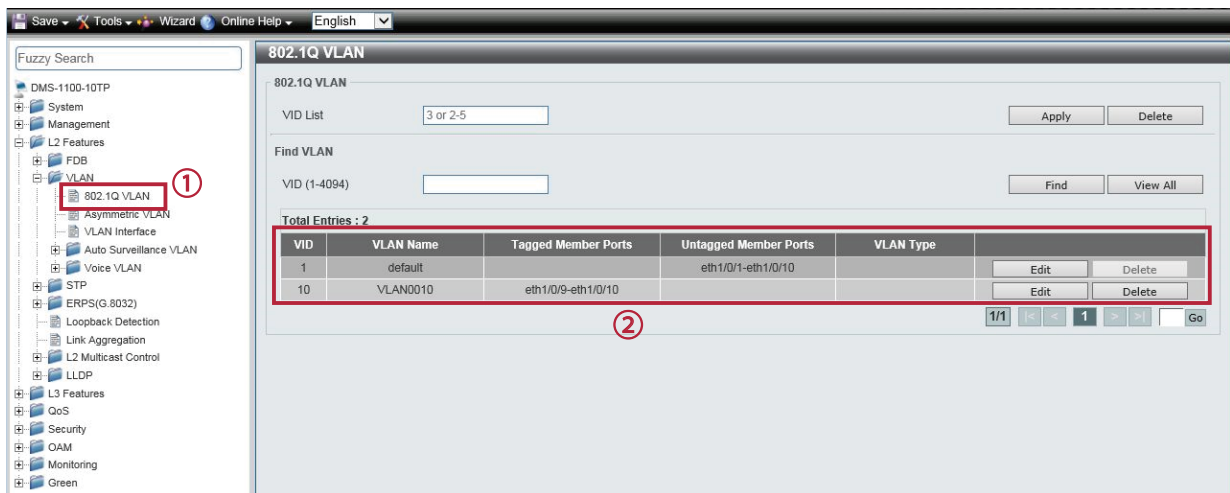 Save Tools Wizard Online Help English
Fuzzy Search
DMS-1100-10TP
System
Management
L2 Features
FDB
VLAN
802.1Q VLAN
Asymmetric VLAN
VLAN Interface
Auto Surveillance VLAN
Voice VLAN
STP
ERPS(G.8032)
Loopback Detection
Link Aggregation
L2 Multicast Control
LLDP
L3 Features
QoS
Security
OAM
Monitoring
Green
①
802.1Q VLAN
802.1Q VLAN
VID List 3 or 2-5 Apply Delete
Find VLAN
VID (1-4094) Find View All
Total Entries : 2
VID VLAN Name Tagged Member Ports Untagged Member Ports VLAN Type
1 default eth1/0/1-eth1/0/10 Edit Delete
10 VLAN0010 eth1/0/9-eth1/0/10 Edit Delete
②
1/1 |< < 1 > >| Go